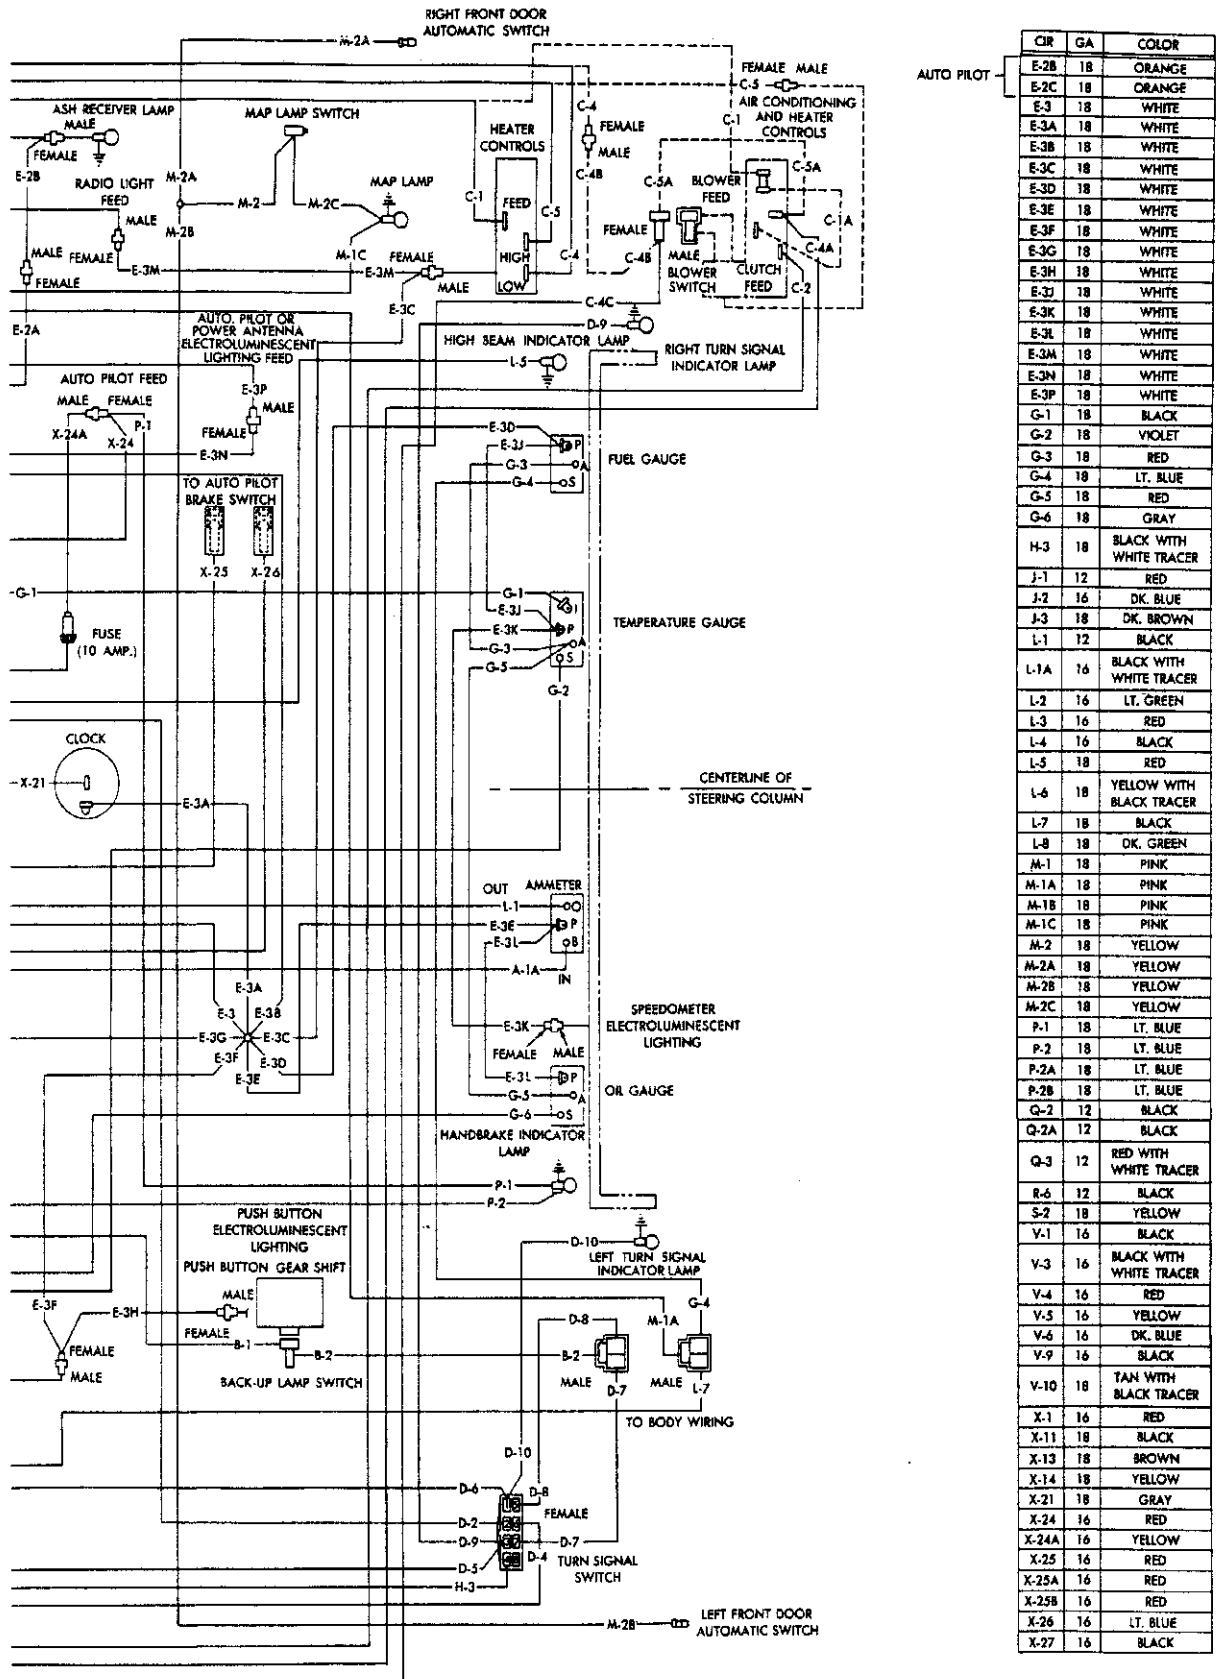 RIGHT FRONT DOOR
AUTOMATIC SWITCH
M-2A
ASH RECEIVER LAMP
MALE
FEMALE
E-2B
MAP LAMP SWITCH
RADIO LIGHT
FEED
MALE
FEMALE
E-3M
M-2A
M-2B
M-2
M-2C
MAP LAMP
M-1C
E-3M
FEMALE
MALE
E-3C
MALE
FEMALE
E-2A
HEATER
CONTROLS
FEED
HIGH
LOW
C-1
C-5
C-4
C-4
FEMALE
MALE
C-4B
FEMALE MALE
C-5
AIR CONDITIONING
AND HEATER
CONTROLS
C-1
C-5A
C-5A
BLOWER
FEED
FEMALE
C-4B
MALE
BLOWER
SWITCH
CLUTCH
FEED
C-1A
C-4A
C-2
C-4C
D-9
HIGH BEAM INDICATOR LAMP
L-5
RIGHT TURN SIGNAL
INDICATOR LAMP
AUTO. PILOT OR
POWER ANTENNA
ELECTROLUMINESCENT
LIGHTING FEED
E-3P
MALE
FEMALE
E-3N
AUTO PILOT FEED
MALE FEMALE
P-1
X-24A
X-24
TO AUTO PILOT
BRAKE SWITCH
X-25
X-26
E-3D
E-3J
P
G-3
A
G-4
S
FUEL GAUGE
G-1
FUSE
(10 AMP.)
G-1
I
E-3J
E-3K
P
G-3
A
G-5
S
G-2
TEMPERATURE GAUGE
CLOCK
X-21
E-3A
CENTERLINE OF
STEERING COLUMN
OUT AMMETER
L-1
E-3E
P
E-3L
B
A-1A
IN
E-3A
E-3
E-3B
E-3G
E-3C
E-3F
E-3D
E-3E
SPEEDOMETER
ELECTROLUMINESCENT
LIGHTING
E-3K
FEMALE MALE
E-3L
P
G-5
A
G-6
S
OIL GAUGE
HANDBRAKE INDICATOR
LAMP
P-1
P-2
PUSH BUTTON
ELECTROLUMINESCENT
LIGHTING
PUSH BUTTON GEAR SHIFT
MALE
FEMALE
E-3F
E-3H
FEMALE
MALE
B-1
B-2
BACK-UP LAMP SWITCH
D-10
LEFT TURN SIGNAL
INDICATOR LAMP
D-8
M-1A
G-4
B-2
MALE
D-7
MALE
L-7
TO BODY WIRING
D-10
D-6
D-8
FEMALE
D-2
D-9
D-7
D-4
D-5
H-3
TURN SIGNAL
SWITCH
M-2B
LEFT FRONT DOOR
AUTOMATIC SWITCH
AUTO PILOT
CIR GA COLOR
E-2B 18 ORANGE
E-2C 18 ORANGE
E-3 18 WHITE
E-3A 18 WHITE
E-3B 18 WHITE
E-3C 18 WHITE
E-3D 18 WHITE
E-3E 18 WHITE
E-3F 18 WHITE
E-3G 18 WHITE
E-3H 18 WHITE
E-3J 18 WHITE
E-3K 18 WHITE
E-3L 18 WHITE
E-3M 18 WHITE
E-3N 18 WHITE
E-3P 18 WHITE
G-1 18 BLACK
G-2 18 VIOLET
G-3 18 RED
G-4 18 LT. BLUE
G-5 18 RED
G-6 18 GRAY
H-3 18 BLACK WITH
WHITE TRACER
J-1 12 RED
J-2 16 DK. BLUE
J-3 18 DK. BROWN
L-1 12 BLACK
L-1A 16 BLACK WITH
WHITE TRACER
L-2 16 LT. GREEN
L-3 16 RED
L-4 16 BLACK
L-5 18 RED
L-6 18 YELLOW WITH
BLACK TRACER
L-7 18 BLACK
L-8 18 DK. GREEN
M-1 18 PINK
M-1A 18 PINK
M-1B 18 PINK
M-1C 18 PINK
M-2 18 YELLOW
M-2A 18 YELLOW
M-2B 18 YELLOW
M-2C 18 YELLOW
P-1 18 LT. BLUE
P-2 18 LT. BLUE
P-2A 18 LT. BLUE
P-2B 18 LT. BLUE
Q-2 12 BLACK
Q-2A 12 BLACK
Q-3 12 RED WITH
WHITE TRACER
R-6 12 BLACK
S-2 18 YELLOW
V-1 16 BLACK
V-3 16 BLACK WITH
WHITE TRACER
V-4 16 RED
V-5 16 YELLOW
V-6 16 DK. BLUE
V-9 16 BLACK
V-10 18 TAN WITH
BLACK TRACER
X-1 16 RED
X-11 18 BLACK
X-13 18 BROWN
X-14 18 YELLOW
X-21 18 GRAY
X-24 16 RED
X-24A 16 YELLOW
X-25 16 RED
X-25A 16 RED
X-25B 16 RED
X-26 16 LT. BLUE
X-27 16 BLACK